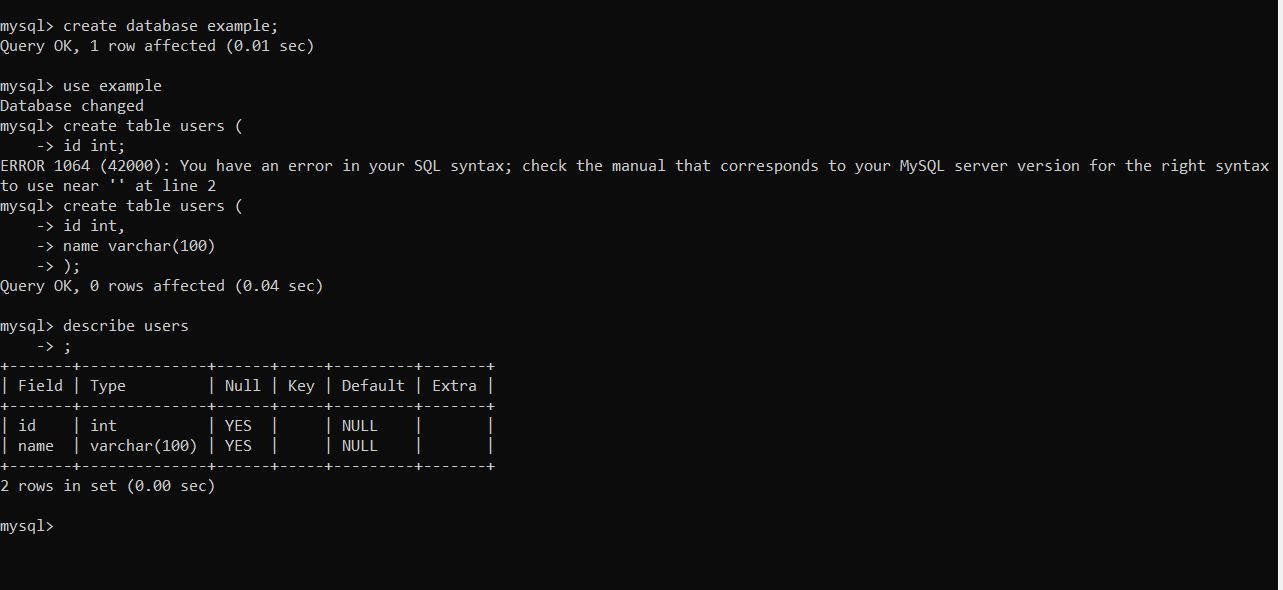 mysql> create database example;
Query OK, 1 row affected (0.01 sec)
mysql> use example
Database changed
mysql> create table users (
    -> id int;
ERROR 1064 (42000): You have an error in your SQL syntax; check the manual that corresponds to your MySQL server version for the right syntax
to use near '' at line 2
mysql> create table users (
    -> id int,
    -> name varchar(100)
    -> );
Query OK, 0 rows affected (0.04 sec)
mysql> describe users
    -> ;
+-------+--------------+------+-----+---------+-------+
| Field | Type         | Null | Key | Default | Extra |
+-------+--------------+------+-----+---------+-------+
| id    | int          | YES  |     | NULL    |       |
| name  | varchar(100) | YES  |     | NULL    |       |
+-------+--------------+------+-----+---------+-------+
2 rows in set (0.00 sec)
mysql>